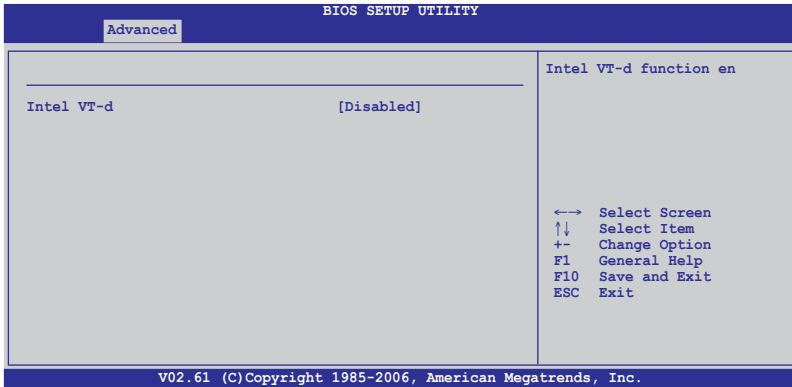 BIOS SETUP UTILITY
Advanced
Intel VT-d [Disabled]
Intel VT-d function en
←→ Select Screen
↑↓ Select Item
+- Change Option
F1 General Help
F10 Save and Exit
ESC Exit
V02.61 (C)Copyright 1985-2006, American Megatrends, Inc.